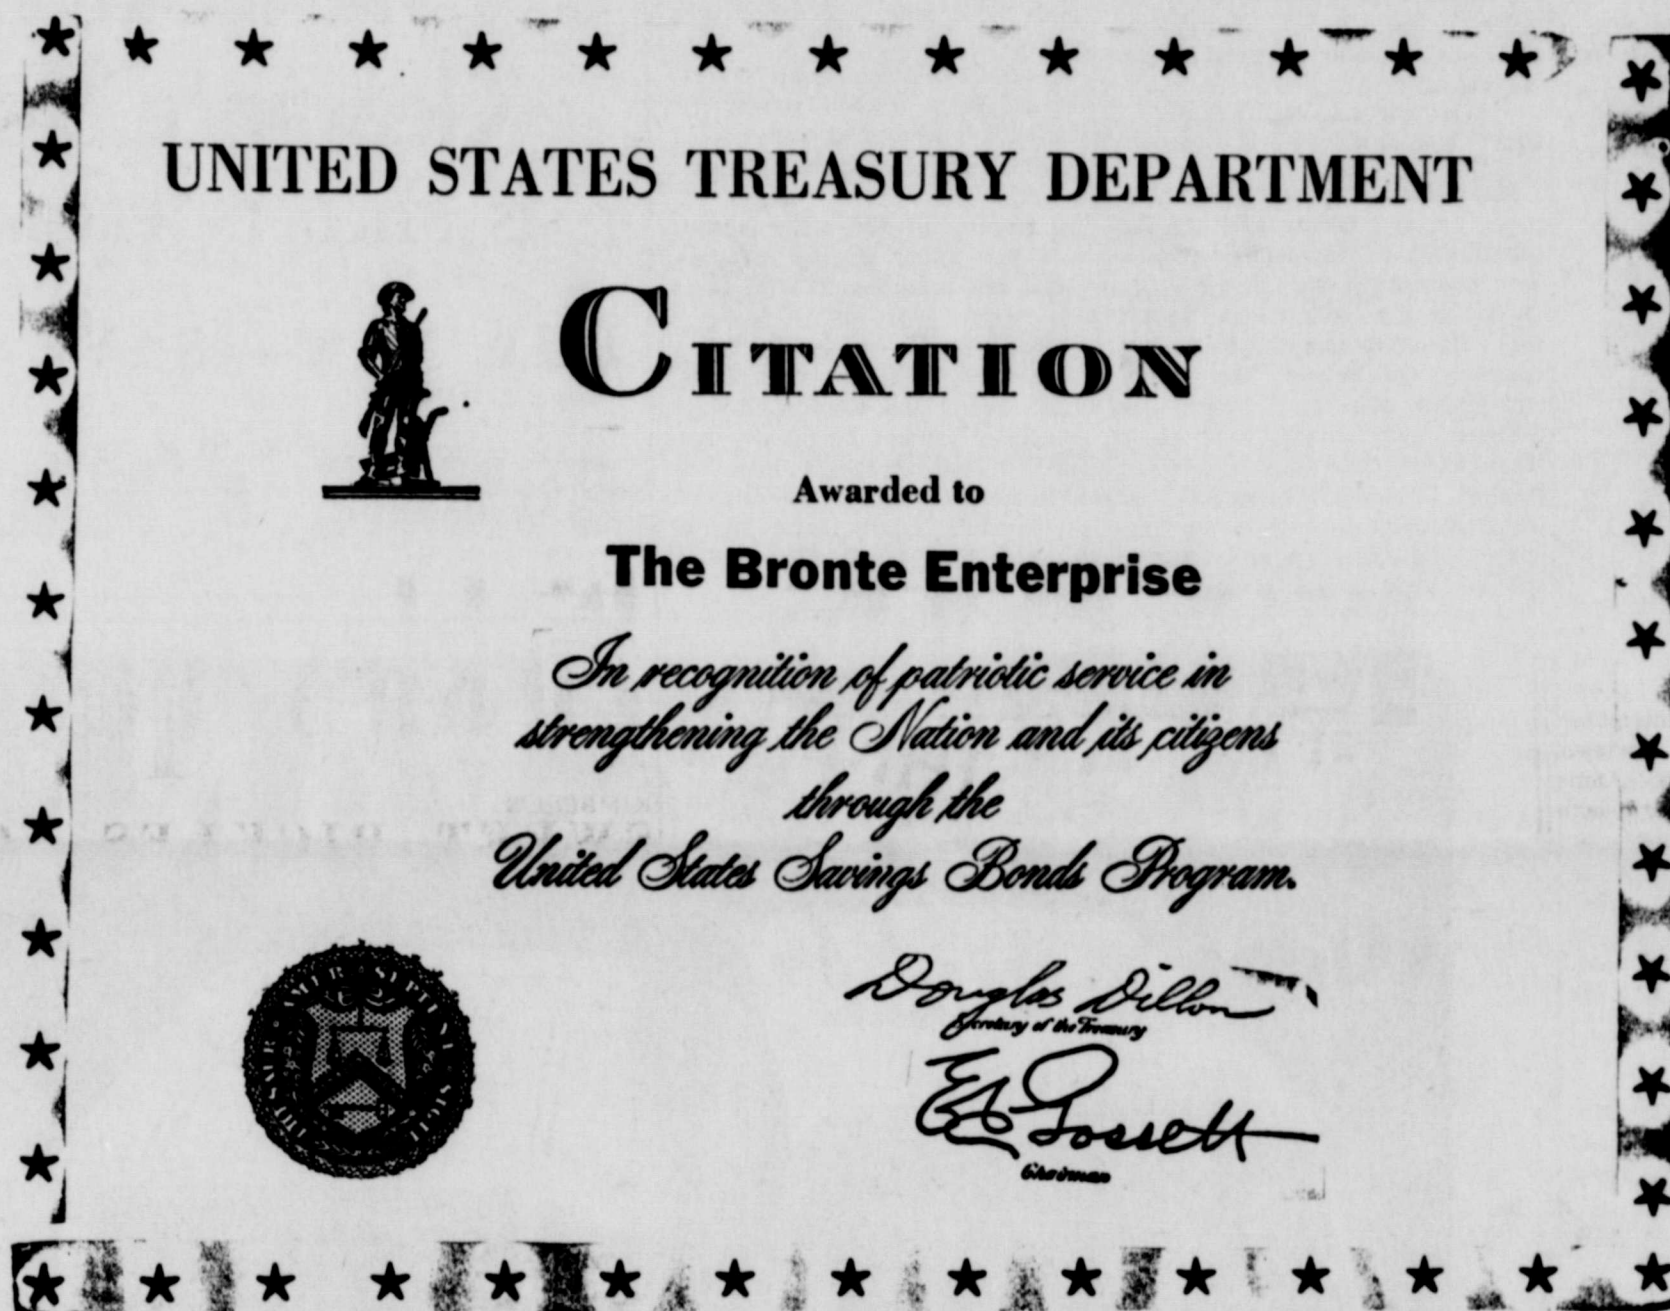 UNITED STATES TREASURY DEPARTMENT
CITATION
Awarded to
The Bronte Enterprise
In recognition of patriotic service in
strengthening the Nation and its citizens
through the
United States Savings Bonds Program.
Douglas Dillon
Secretary of the Treasury
Gossett
Chairman